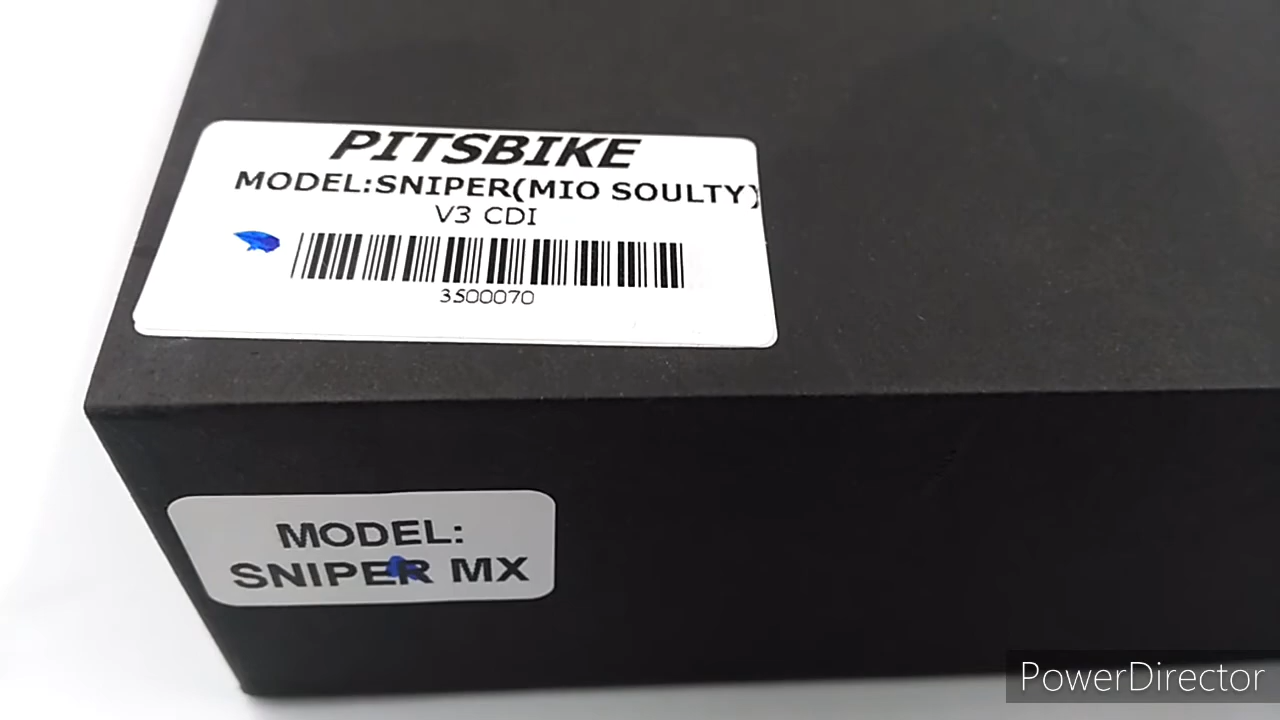 PITSBIKE
MODEL:SNIPER(MIO SOULTY)
V3 CDI
3500070
MODEL:
SNIPER MX
PowerDirector